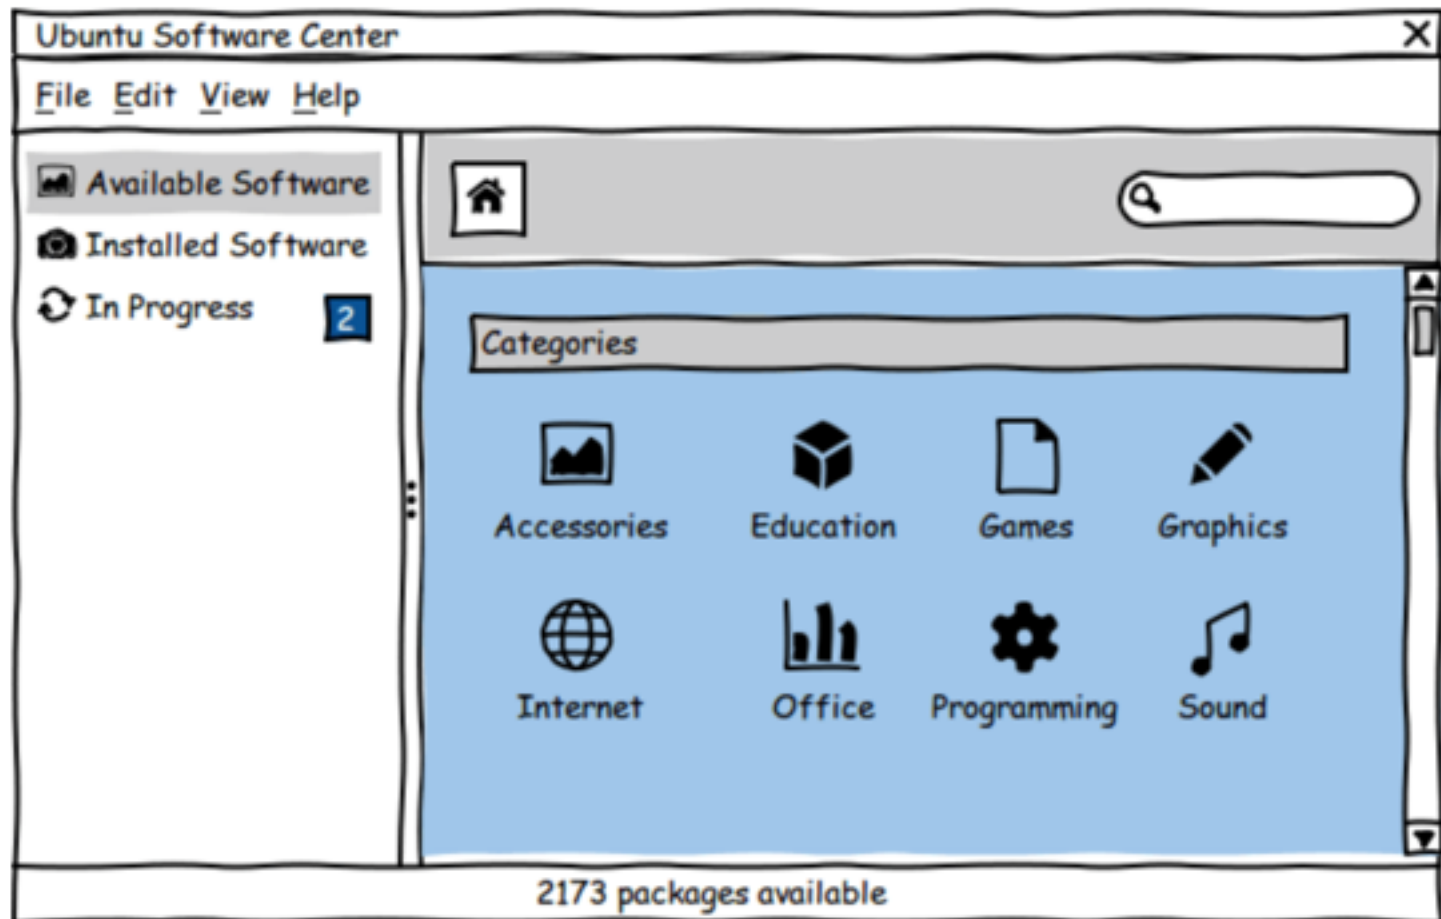 Ubuntu Software Center
File Edit View Help
Available Software
Installed Software
In Progress 2
Categories
Accessories Education Games Graphics
Internet Office Programming Sound
2173 packages available